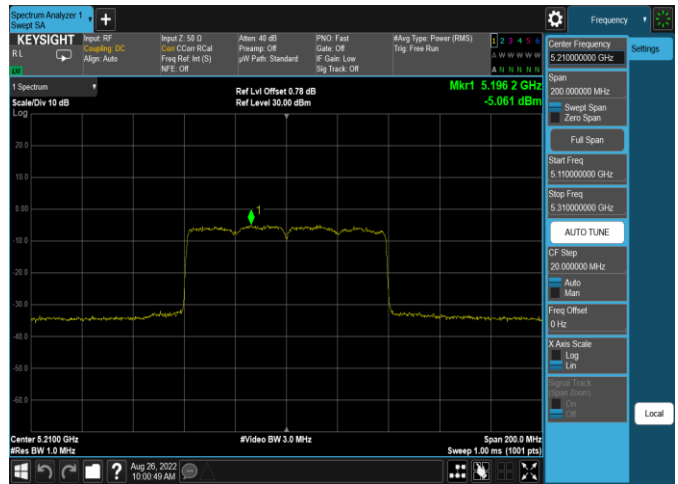 Spectrum Analyzer 1
Swept SA
+
Frequency
KEYSIGHT
RL
LXI
Input: RF
Coupling: DC
Align: Auto
Input Z: 50 Ω
Corr CCorr RCal
Freq Ref: Int (S)
NFE: Off
Atten: 40 dB
Preamp: Off
µW Path: Standard
PNO: Fast
Gate: Off
IF Gain: Low
Sig Track: Off
#Avg Type: Power (RMS)
Trig: Free Run
1 2 3 4 5 6
A W W W W W
A N N N N N
1 Spectrum
Scale/Div 10 dB
Log
Ref Lvl Offset 0.78 dB
Ref Level 30.00 dBm
Mkr1 5.196 2 GHz
-5.061 dBm
20.0
10.0
0.00
-10.0
-20.0
-30.0
-40.0
-50.0
-60.0
1
Center 5.2100 GHz
#Res BW 1.0 MHz
#Video BW 3.0 MHz
Span 200.0 MHz
Sweep 1.00 ms (1001 pts)
Aug 26, 2022
10:00:49 AM
?
Center Frequency
5.210000000 GHz
Span
200.000000 MHz
Swept Span
Zero Span
Full Span
Start Freq
5.110000000 GHz
Stop Freq
5.310000000 GHz
AUTO TUNE
CF Step
20.000000 MHz
Auto
Man
Freq Offset
0 Hz
X Axis Scale
Log
Lin
Signal Track
(Span Zoom)
On
Off
Settings
Local